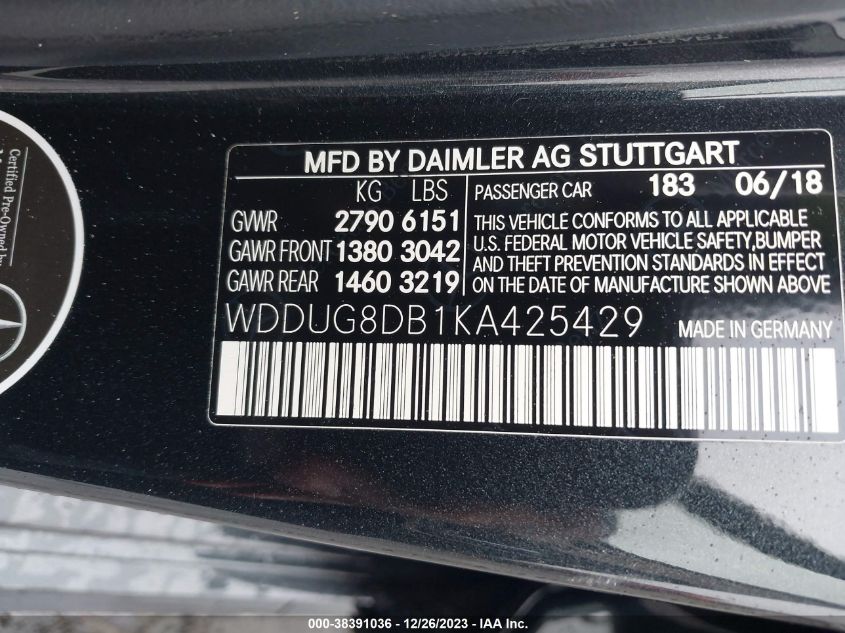 Certified Pre-Owned by
MFD BY DAIMLER AG STUTTGART
KG LBS
GVWR 2790 6151
GAWR FRONT 1380 3042
GAWR REAR 1460 3219
PASSENGER CAR 183 06/18
THIS VEHICLE CONFORMS TO ALL APPLICABLE
U.S. FEDERAL MOTOR VEHICLE SAFETY,BUMPER
AND THEFT PREVENTION STANDARDS IN EFFECT
ON THE DATE OF MANUFACTURE SHOWN ABOVE
WDDUG8DB1KA425429 MADE IN GERMANY
000-38391036 - 12/26/2023 - IAA Inc.